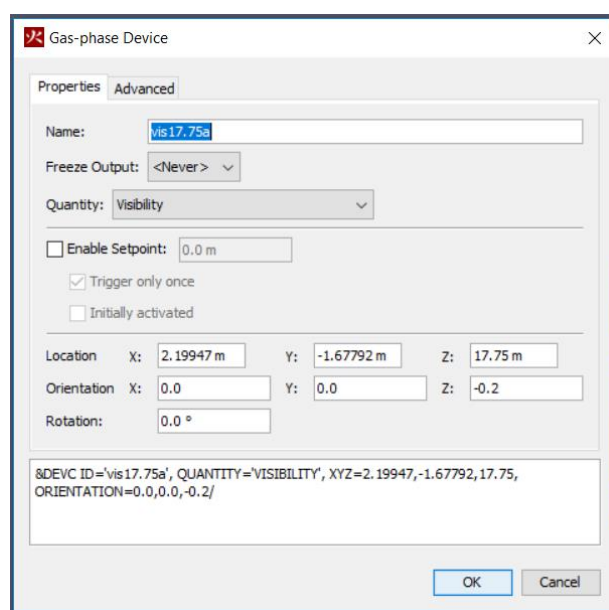 Gas-phase Device
Properties Advanced
Name: vis17.75a
Freeze Output: <Never>
Quantity: Visibility
Enable Setpoint: 0.0 m
Trigger only once
Initially activated
Location X: 2.19947 m Y: -1.67792 m Z: 17.75 m
Orientation X: 0.0 Y: 0.0 Z: -0.2
Rotation: 0.0 °
&DEVC ID='vis17.75a', QUANTITY='VISIBILITY', XYZ=2.19947,-1.67792,17.75,
ORIENTATION=0.0,0.0,-0.2/
OK Cancel